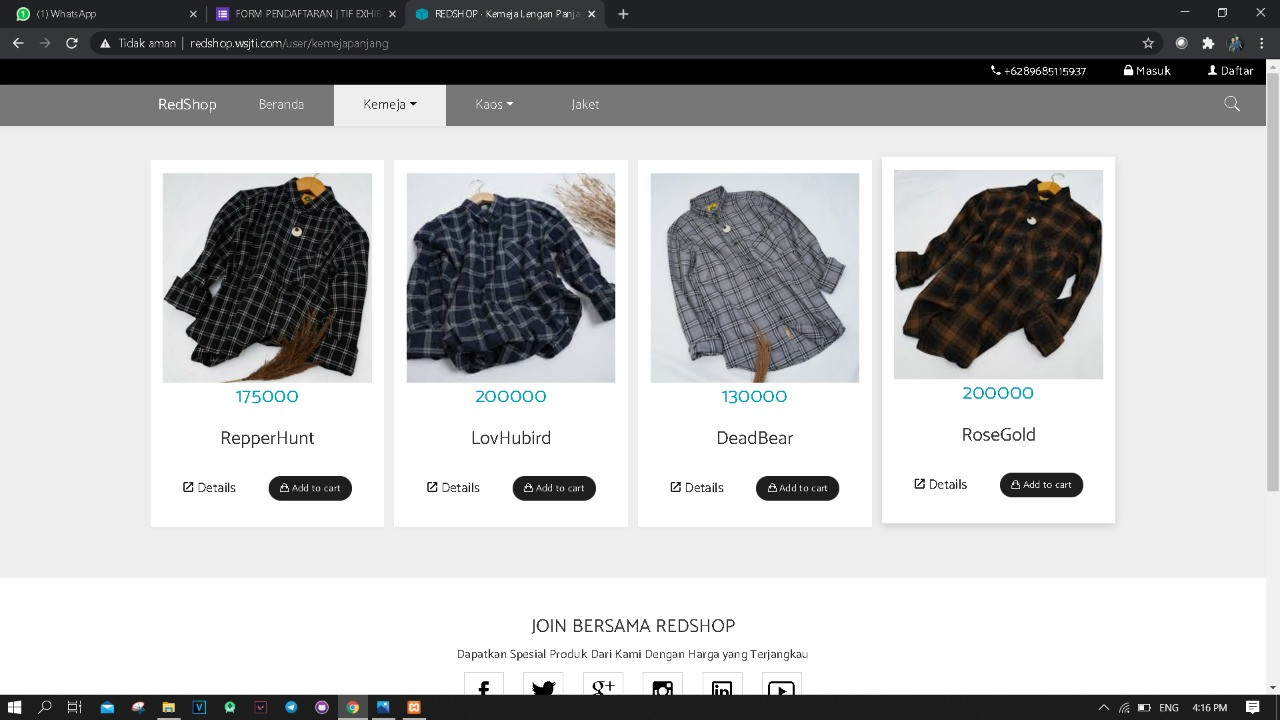 (1) WhatsApp
FORM PENDAFTARAN | TIF EXHIB
REDSHOP - Kemeja Lengan Panja
Tidak aman | redshop.wsjti.com/user/kemejapanjang
+6289685115937 Masuk Daftar
RedShop Beranda Kemeja Kaos Jaket
175000
RepperHunt
Details Add to cart
200000
LovHubird
Details Add to cart
130000
DeadBear
Details Add to cart
200000
RoseGold
Details Add to cart
JOIN BERSAMA REDSHOP
Dapatkan Spesial Produk Dari Kami Dengan Harga yang Terjangkau
ENG 4:16 PM